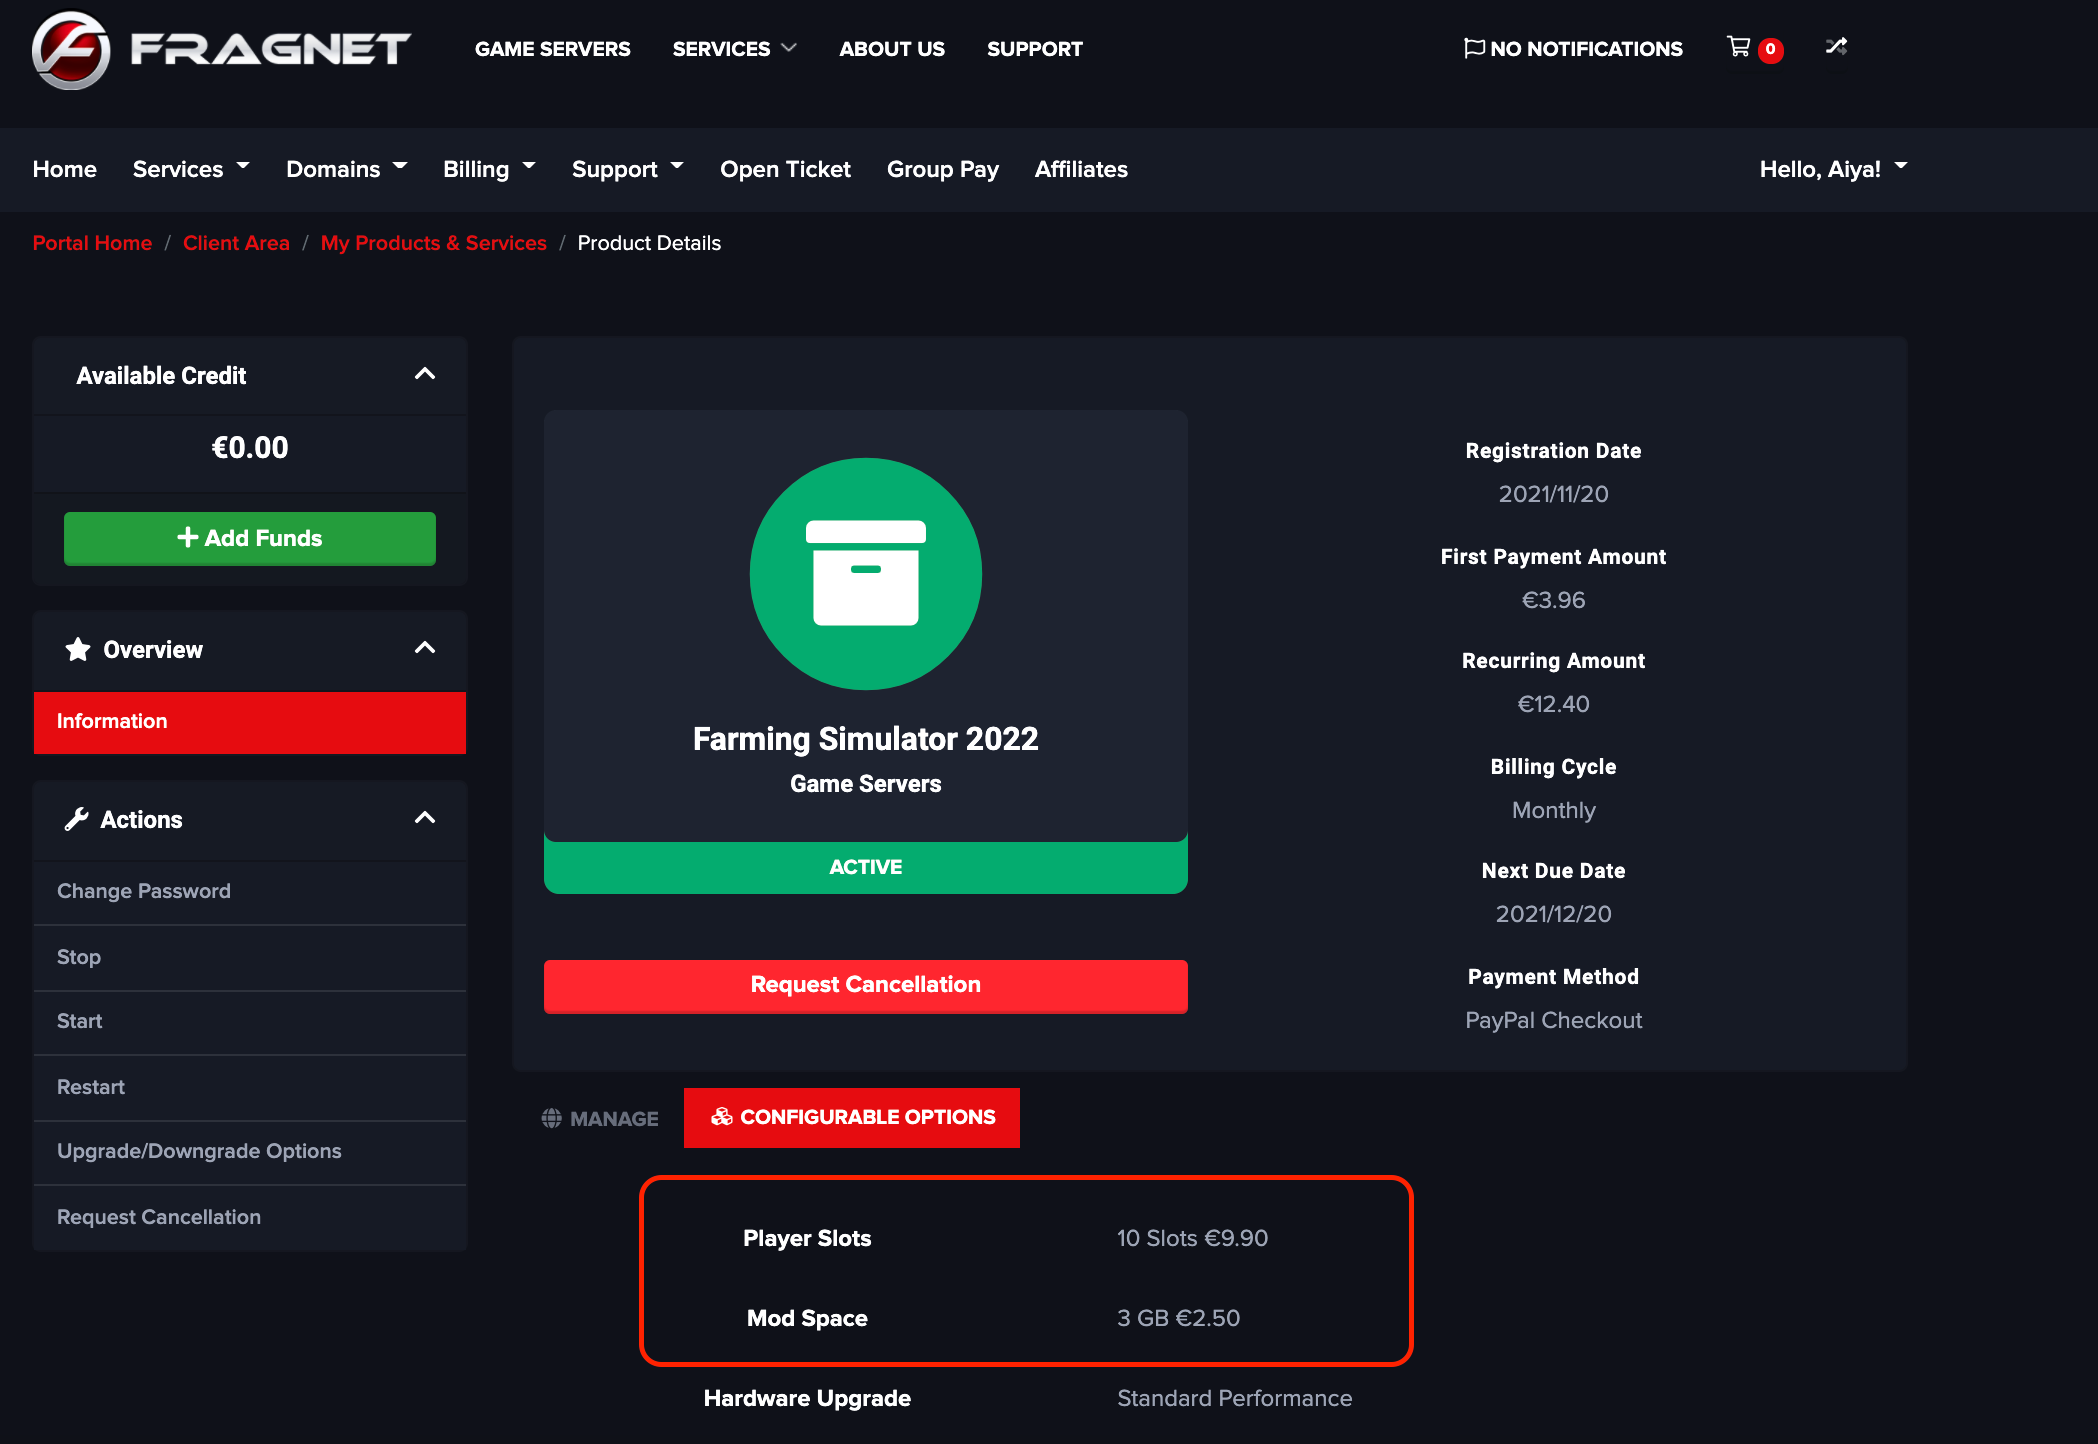 FRAGNET
GAME SERVERS SERVICES ABOUT US SUPPORT NO NOTIFICATIONS 0
Home Services Domains Billing Support Open Ticket Group Pay Affiliates Hello, Aiya!
Portal Home / Client Area / My Products & Services / Product Details
Available Credit
€0.00
+ Add Funds
Overview
Information
Actions
Change Password
Stop
Start
Restart
Upgrade/Downgrade Options
Request Cancellation
Farming Simulator 2022
Game Servers
ACTIVE
Request Cancellation
Registration Date
2021/11/20
First Payment Amount
€3.96
Recurring Amount
€12.40
Billing Cycle
Monthly
Next Due Date
2021/12/20
Payment Method
PayPal Checkout
MANAGE CONFIGURABLE OPTIONS
Player Slots 10 Slots €9.90
Mod Space 3 GB €2.50
Hardware Upgrade Standard Performance